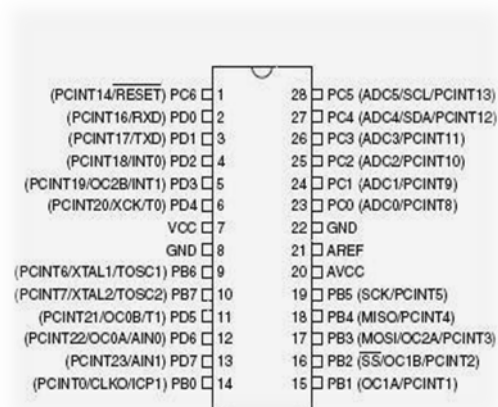 (PCINT14/RESET) PC6 1 28 PC5 (ADC5/SCL/PCINT13)
(PCINT16/RXD) PD0 2 27 PC4 (ADC4/SDA/PCINT12)
(PCINT17/TXD) PD1 3 26 PC3 (ADC3/PCINT11)
(PCINT18/INT0) PD2 4 25 PC2 (ADC2/PCINT10)
(PCINT19/OC2B/INT1) PD3 5 24 PC1 (ADC1/PCINT9)
(PCINT20/XCK/T0) PD4 6 23 PC0 (ADC0/PCINT8)
VCC 7 22 GND
GND 8 21 AREF
(PCINT6/XTAL1/TOSC1) PB6 9 20 AVCC
(PCINT7/XTAL2/TOSC2) PB7 10 19 PB5 (SCK/PCINT5)
(PCINT21/OC0B/T1) PD5 11 18 PB4 (MISO/PCINT4)
(PCINT22/OC0A/AIN0) PD6 12 17 PB3 (MOSI/OC2A/PCINT3)
(PCINT23/AIN1) PD7 13 16 PB2 (SS/OC1B/PCINT2)
(PCINT0/CLKO/ICP1) PB0 14 15 PB1 (OC1A/PCINT1)